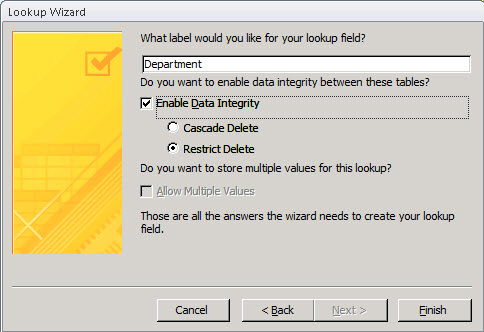 Lookup Wizard
What label would you like for your lookup field?
Department
Do you want to enable data integrity between these tables?
Enable Data Integrity
Cascade Delete
Restrict Delete
Do you want to store multiple values for this lookup?
Allow Multiple Values
Those are all the answers the wizard needs to create your lookup
field.
Cancel
< Back
Next >
Finish